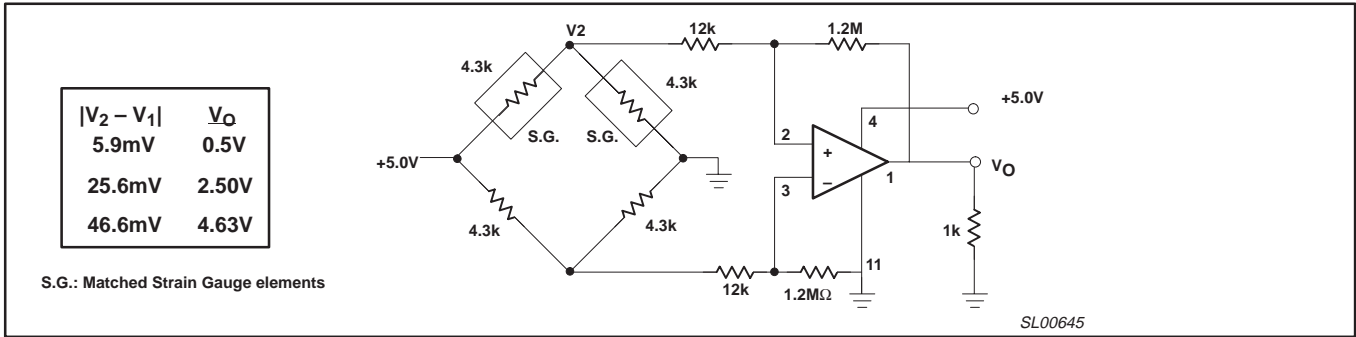 |V2 – V1| VO
5.9mV 0.5V
25.6mV 2.50V
46.6mV 4.63V
S.G.: Matched Strain Gauge elements
V2
12k
1.2M
4.3k
4.3k
+5.0V
4
S.G.
S.G.
2
+
+5.0V
1
VO
3
–
4.3k
4.3k
1k
11
12k
1.2MΩ
SL00645